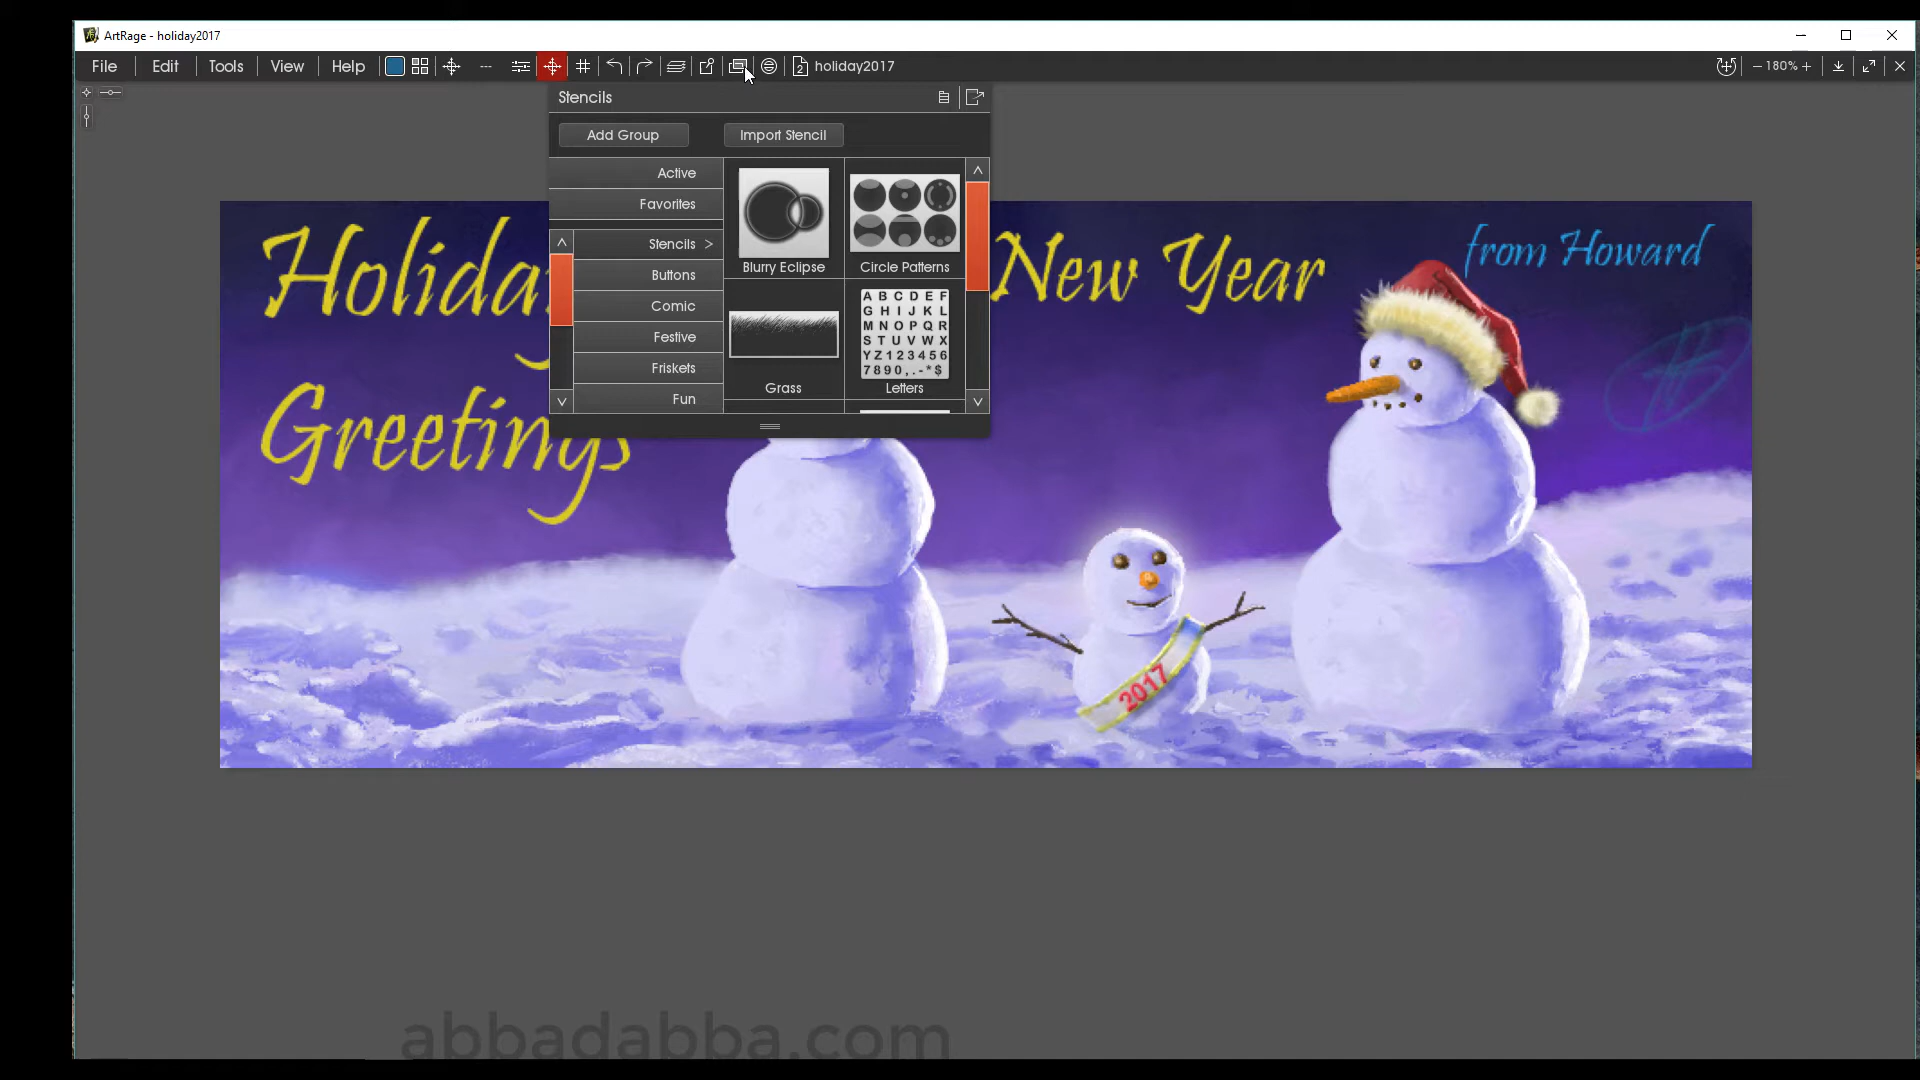 ArtRage - holiday2017
File Edit Tools View Help holiday2017 180%
Stencils
Add Group Import Stencil
Active
Favorites
Stencils >
Buttons
Comic
Festive
Friskets
Fun
Blurry Eclipse Circle Patterns
A B C D E F
G H I J K L
M N O P Q R
S T U V W X
Y Z 1 2 3 4 5 6
7 8 9 0 , . - * $
Grass Letters
New Year
from Howard
Greetings
2017
abbadabba.com